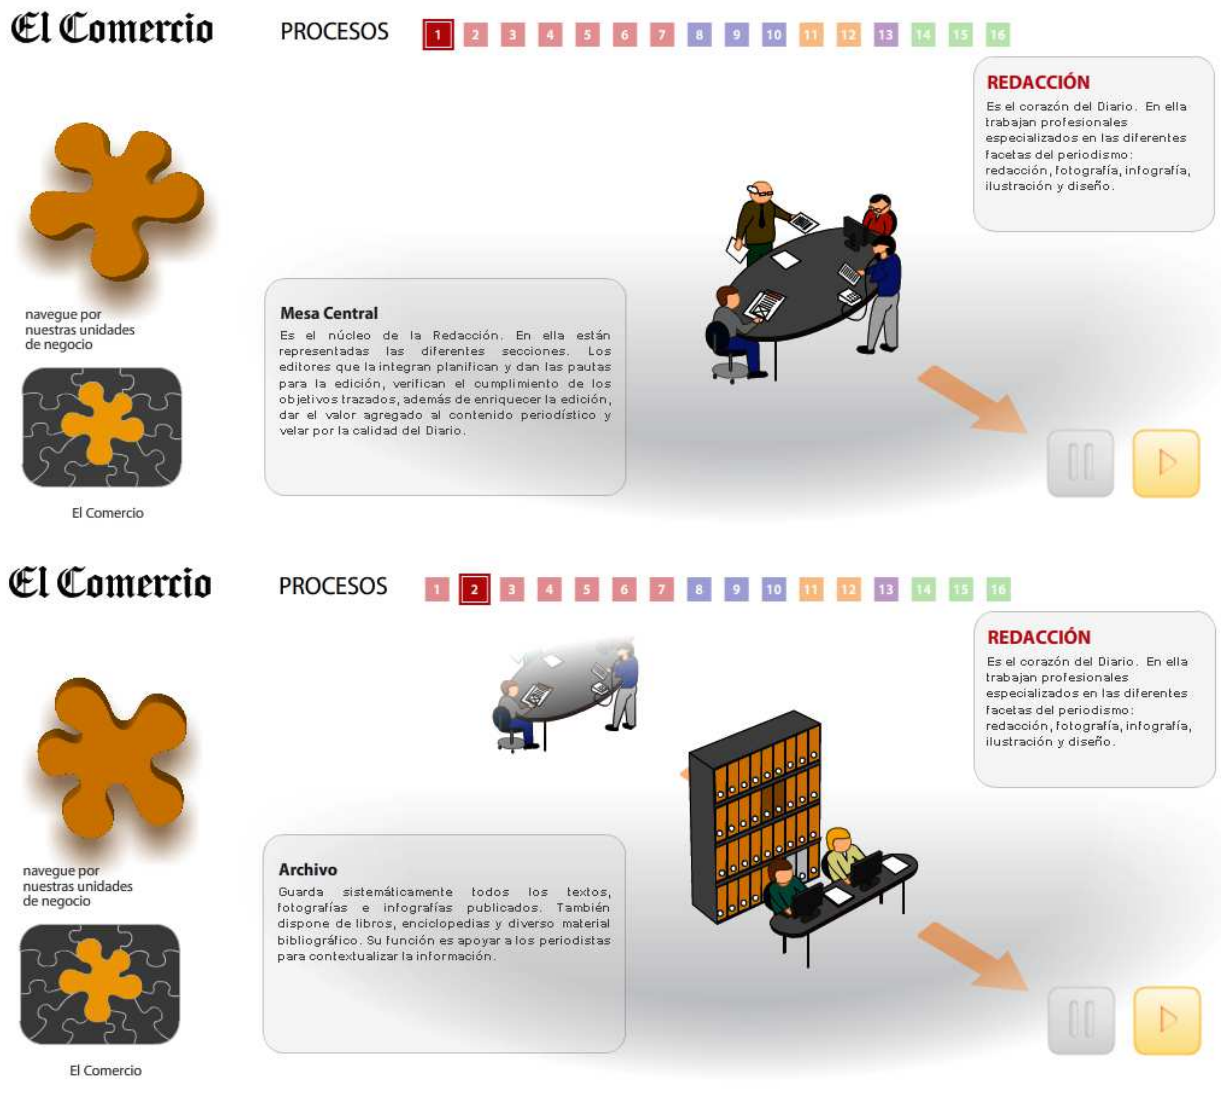 El Comercio
PROCESOS
1 2 3 4 5 6 7 8 9 10 11 12 13 14 15 16
REDACCIÓN
Es el corazón del Diario. En ella
trabajan profesionales
especializados en las diferentes
facetas del periodismo:
redacción, fotografía, infografía,
ilustración y diseño.
navegue por
nuestras unidades
de negocio
Mesa Central
Es el núcleo de la Redacción. En ella están
representadas las diferentes secciones. Los
editores que la integran planifican y dan las pautas
para la edición, verifican el cumplimiento de los
objetivos trazados, además de enriquecer la edición,
dar el valor agregado al contenido periodístico y
velar por la calidad del Diario.
El Comercio
El Comercio
PROCESOS
1 2 3 4 5 6 7 8 9 10 11 12 13 14 15 16
REDACCIÓN
Es el corazón del Diario. En ella
trabajan profesionales
especializados en las diferentes
facetas del periodismo:
redacción, fotografía, infografía,
ilustración y diseño.
navegue por
nuestras unidades
de negocio
Archivo
Guarda sistemáticamente todos los textos,
fotografías e infografías publicados. También
dispone de libros, enciclopedias y diverso material
bibliográfico. Su función es apoyar a los periodistas
para contextualizar la información.
El Comercio